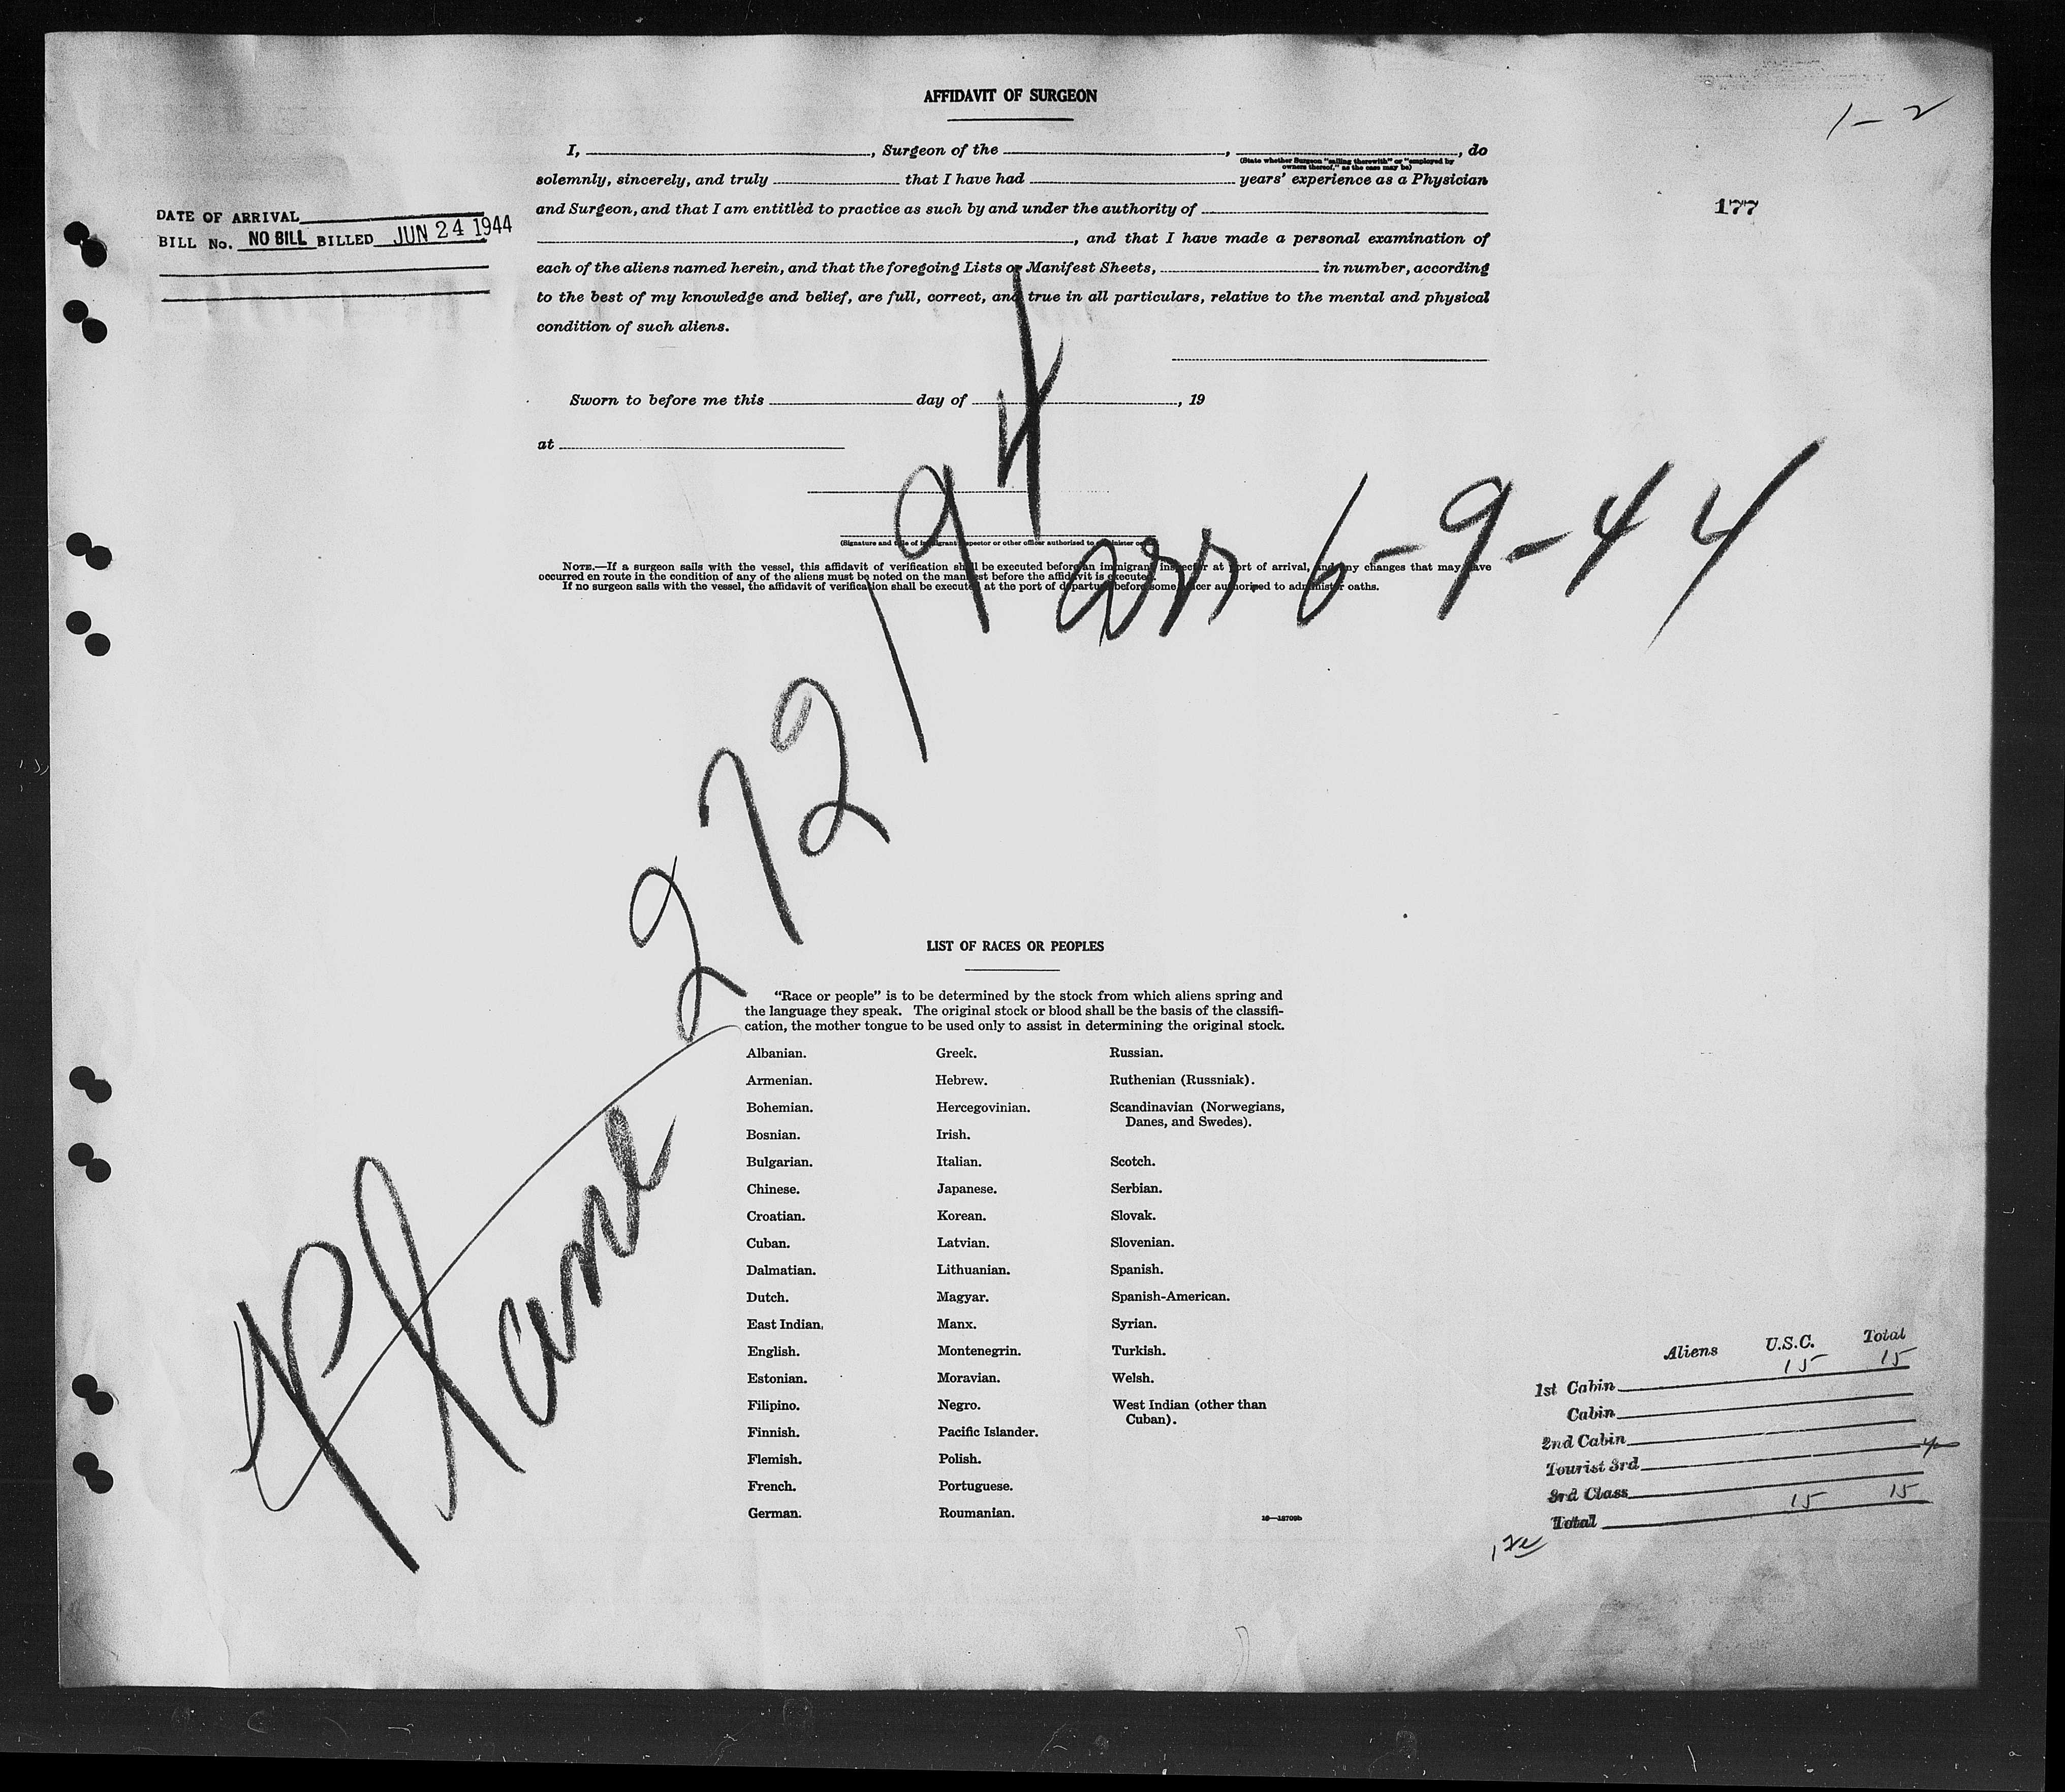 AFFIDAVIT OF SURGEON
1-2
I, , Surgeon of the , , do
(State whether Surgeon "sailing therewith" or "employed by
owners thereof," as the case may be)
solemnly, sincerely, and truly that I have had years' experience as a Physician
and Surgeon, and that I am entitled to practice as such by and under the authority of
, and that I have made a personal examination of
each of the aliens named herein, and that the foregoing Lists or Manifest Sheets, in number, according
to the best of my knowledge and belief, are full, correct, and true in all particulars, relative to the mental and physical
condition of such aliens.
177
DATE OF ARRIVAL
BILL No. NO BILL BILLED JUN 24 1944
Sworn to before me this day of , 19
at
(Signature and title of immigrant inspector or other officer authorized to administer oaths)
NOTE.—If a surgeon sails with the vessel, this affidavit of verification shall be executed before an immigrant inspector at port of arrival, and any changes that may have
occurred en route in the condition of any of the aliens must be noted on the manifest before the affidavit is executed.
If no surgeon sails with the vessel, the affidavit of verification shall be executed at the port of departure before some officer authorized to administer oaths.
arr 6-9-44
Plane 272194
LIST OF RACES OR PEOPLES
"Race or people" is to be determined by the stock from which aliens spring and
the language they speak. The original stock or blood shall be the basis of the classifi-
cation, the mother tongue to be used only to assist in determining the original stock.
Albanian.
Armenian.
Bohemian.
Bosnian.
Bulgarian.
Chinese.
Croatian.
Cuban.
Dalmatian.
Dutch.
East Indian.
English.
Estonian.
Filipino.
Finnish.
Flemish.
French.
German.
Greek.
Hebrew.
Hercegovinian.
Irish.
Italian.
Japanese.
Korean.
Latvian.
Lithuanian.
Magyar.
Manx.
Montenegrin.
Moravian.
Negro.
Pacific Islander.
Polish.
Portuguese.
Roumanian.
Russian.
Ruthenian (Russniak).
Scandinavian (Norwegians,
Danes, and Swedes).
Scotch.
Serbian.
Slovak.
Slovenian.
Spanish.
Spanish-American.
Syrian.
Turkish.
Welsh.
West Indian (other than
Cuban).
Aliens U.S.C. Total
1st Cabin 15 15
Cabin
2nd Cabin
Tourist 3rd
3rd Class
Total 15 15